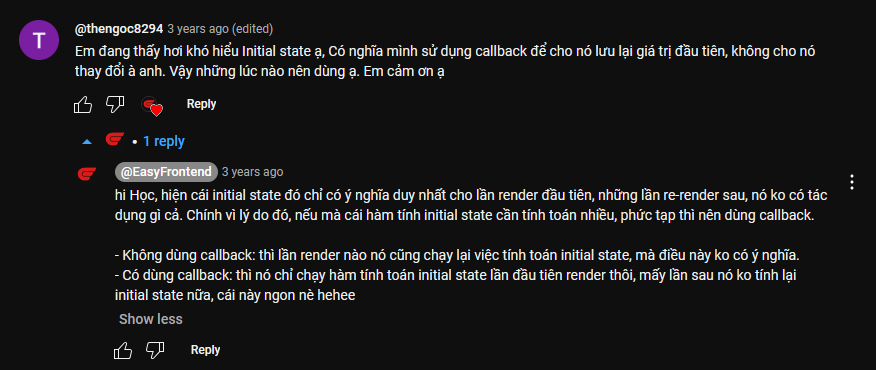 T
@thengoc8294 3 years ago (edited)
Em đang thấy hơi khó hiểu Initial state ạ, Có nghĩa mình sử dụng callback để cho nó lưu lại giá trị đầu tiên, không cho nó
thay đổi à anh. Vậy những lúc nào nên dùng ạ. Em cảm ơn ạ
Reply
• 1 reply
@EasyFrontend 3 years ago
hi Học, hiện cái initial state đó chỉ có ý nghĩa duy nhất cho lần render đầu tiên, những lần re-render sau, nó ko có tác
dụng gì cả. Chính vì lý do đó, nếu mà cái hàm tính initial state cần tính toán nhiều, phức tạp thì nên dùng callback.
- Không dùng callback: thì lần render nào nó cũng chạy lại việc tính toán initial state, mà điều này ko có ý nghĩa.
- Có dùng callback: thì nó chỉ chạy hàm tính toán initial state lần đầu tiên render thôi, mấy lần sau nó ko tính lại
initial state nữa, cái này ngon nè hehee
Show less
Reply